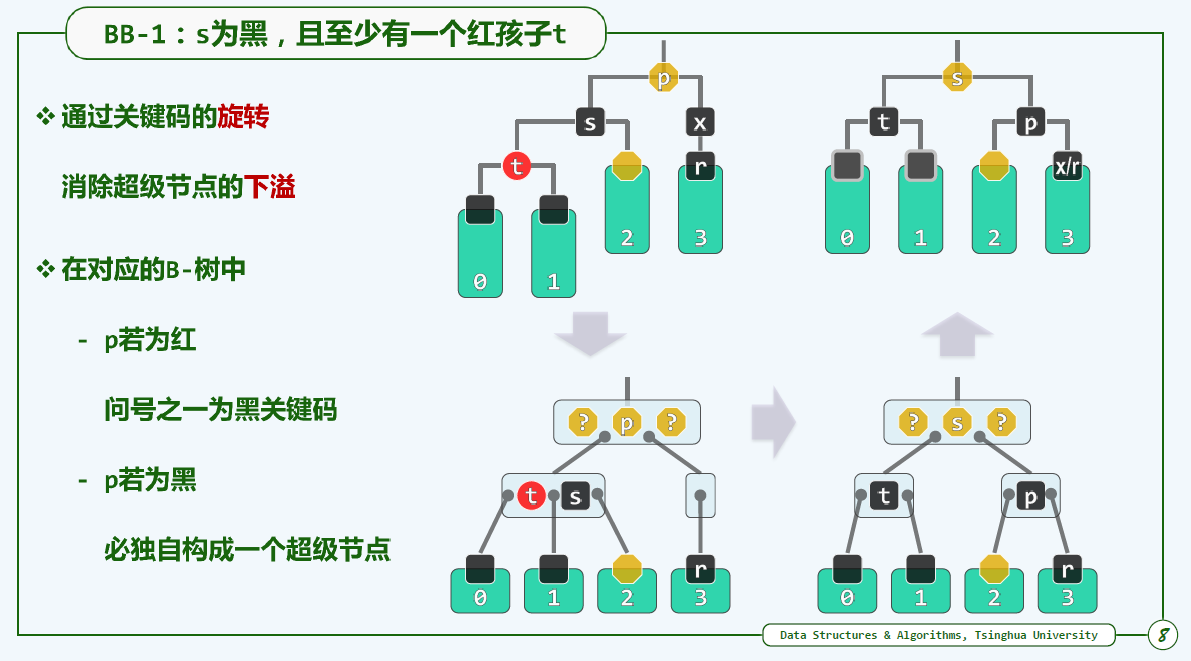 BB-1：s为黑，且至少有一个红孩子t
❖ 通过关键码的旋转
消除超级节点的下溢
❖ 在对应的B-树中
- p若为红
问号之一为黑关键码
- p若为黑
必独自构成一个超级节点
p
s x
t r
2 3
0 1
s
t p
x/r
0 1 2 3
? p ?
t s
r
0 1 2 3
? s ?
t p
r
0 1 2 3
Data Structures & Algorithms, Tsinghua University
8